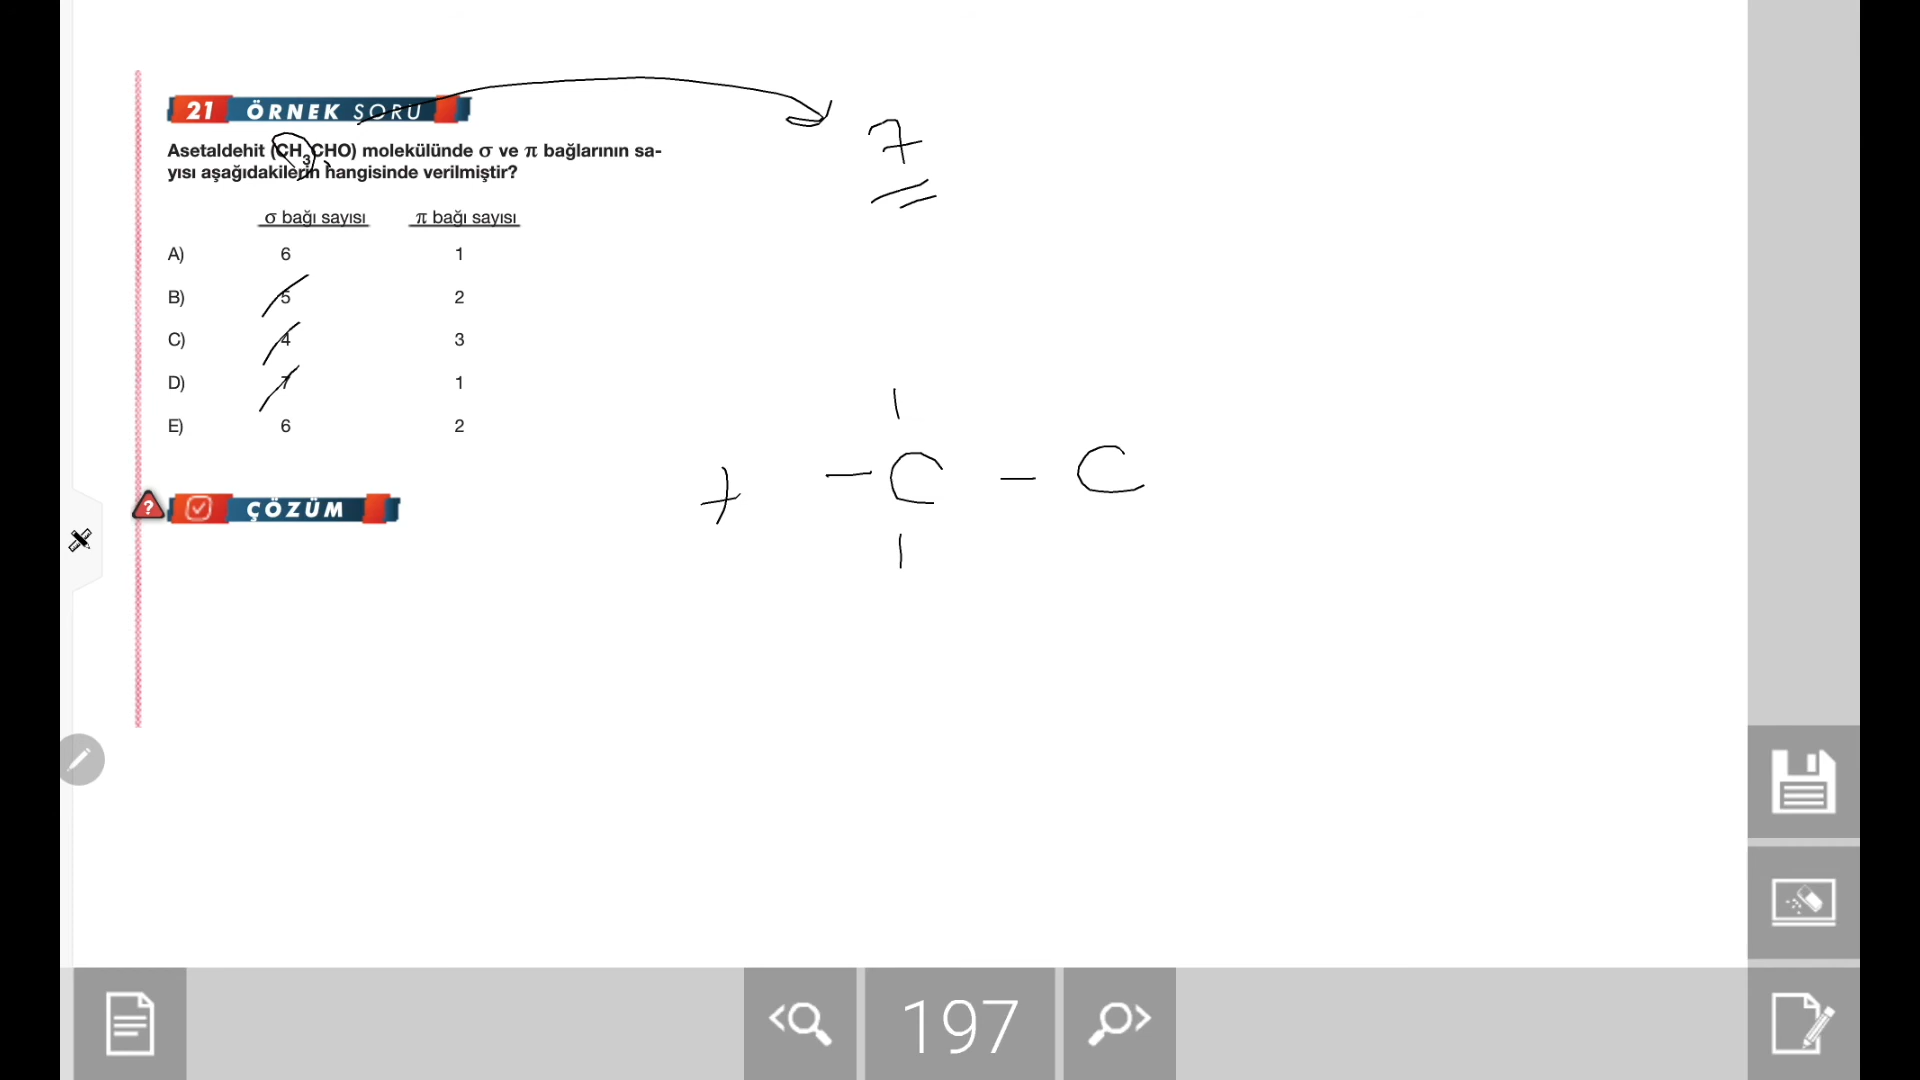 21 ÖRNEK SORU
7
Asetaldehit (CH3CHO) molekülünde σ ve π bağlarının sa-
yısı aşağıdakilerin hangisinde verilmiştir?
σ bağı sayısı π bağı sayısı
A) 6 1
B) 5 2
C) 4 3
D) 7 1
E) 6 2
C - C
? ÇÖZÜM
197